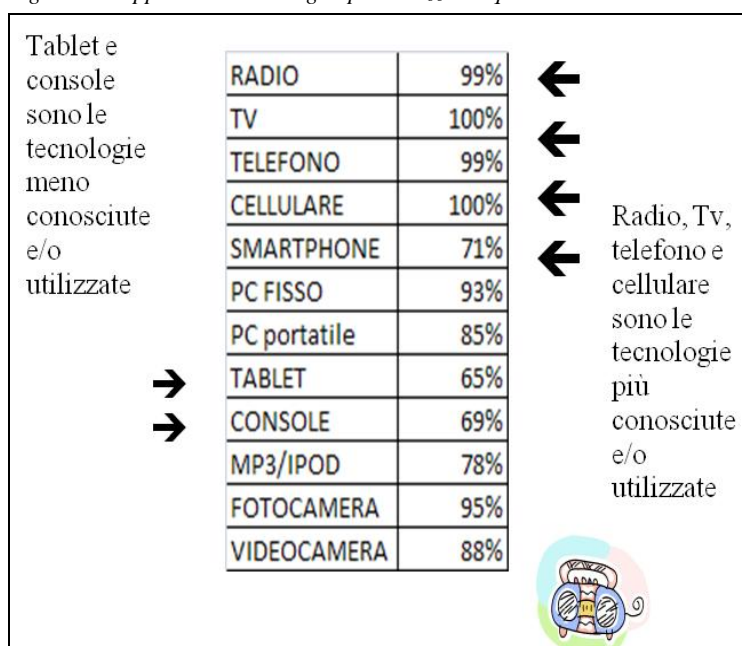 Tablet e
console
sono le
tecnologie
meno
conosciute
e/o
utilizzate
RADIO 99%
TV 100%
TELEFONO 99%
CELLULARE 100%
SMARTPHONE 71%
PC FISSO 93%
PC portatile 85%
TABLET 65%
CONSOLE 69%
MP3/IPOD 78%
FOTOCAMERA 95%
VIDEOCAMERA 88%
Radio, Tv,
telefono e
cellulare
sono le
tecnologie
più
conosciute
e/o
utilizzate